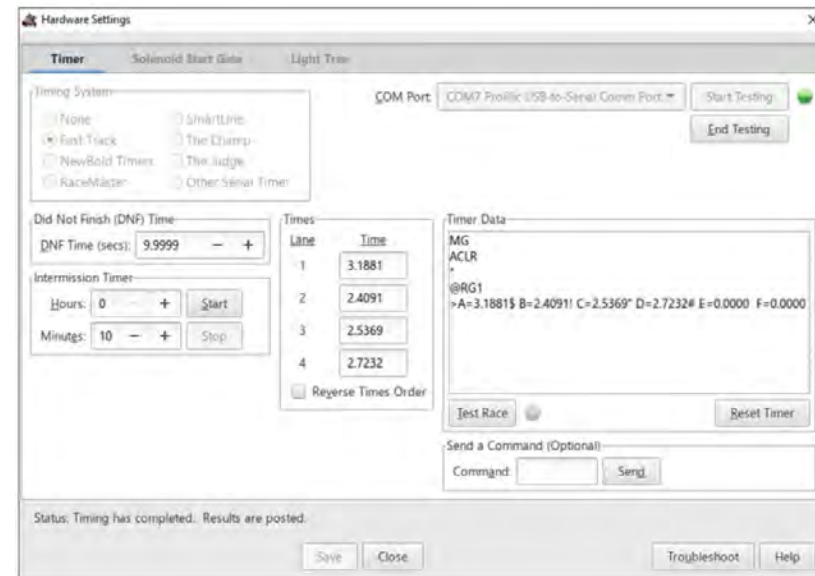 Hardware Settings
Timer Solenoid Start Gate Light Tree
Timing System
None SmartLine
Fast Track The Champ
NewBold Timers The Judge
RaceMaster Other Serial Timer
COM Port COM7 Prolific USB-to-Serial Comm Port Start Testing
End Testing
Did Not Finish (DNF) Time
DNF Time (secs): 9.9999 − +
Intermission Timer
Hours: 0 − + Start
Minutes: 10 − + Stop
Times
Lane Time
1 3.1881
2 2.4091
3 2.5369
4 2.7232
Reverse Times Order
Timer Data
MG
ACLR
*
@RG1
>A=3.1881$ B=2.4091! C=2.5369" D=2.7232# E=0.0000 F=0.0000
Test Race Reset Timer
Send a Command (Optional)
Command Send
Status: Timing has completed. Results are posted.
Save Close Troubleshoot Help